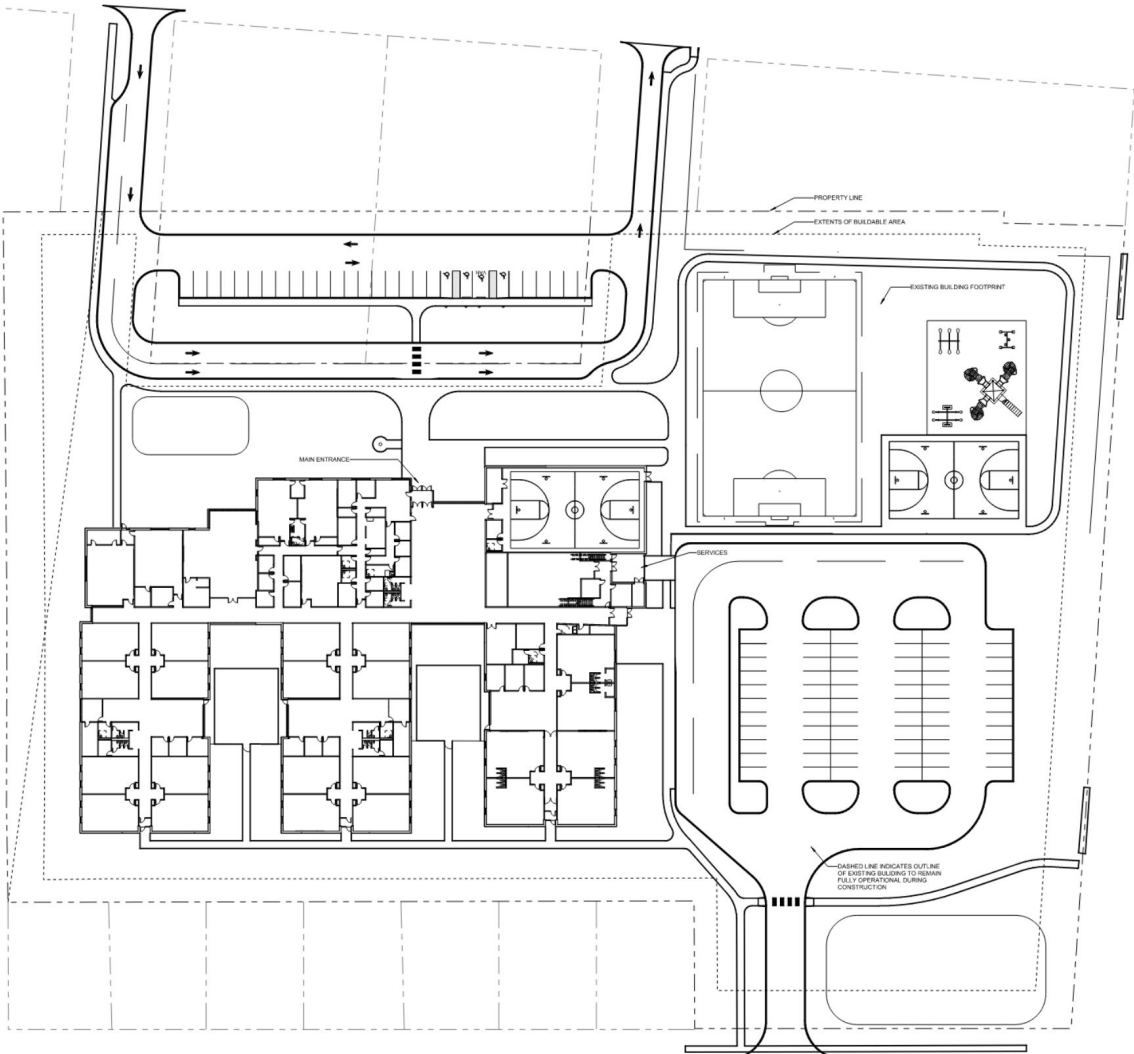 PROPERTY LINE
EXTENTS OF BUILDABLE AREA
EXISTING BUILDING FOOTPRINT
MAIN ENTRANCE
SERVICES
DASHED LINE INDICATES OUTLINE
OF EXISTING BUILDING TO REMAIN
FULLY OPERATIONAL DURING
CONSTRUCTION